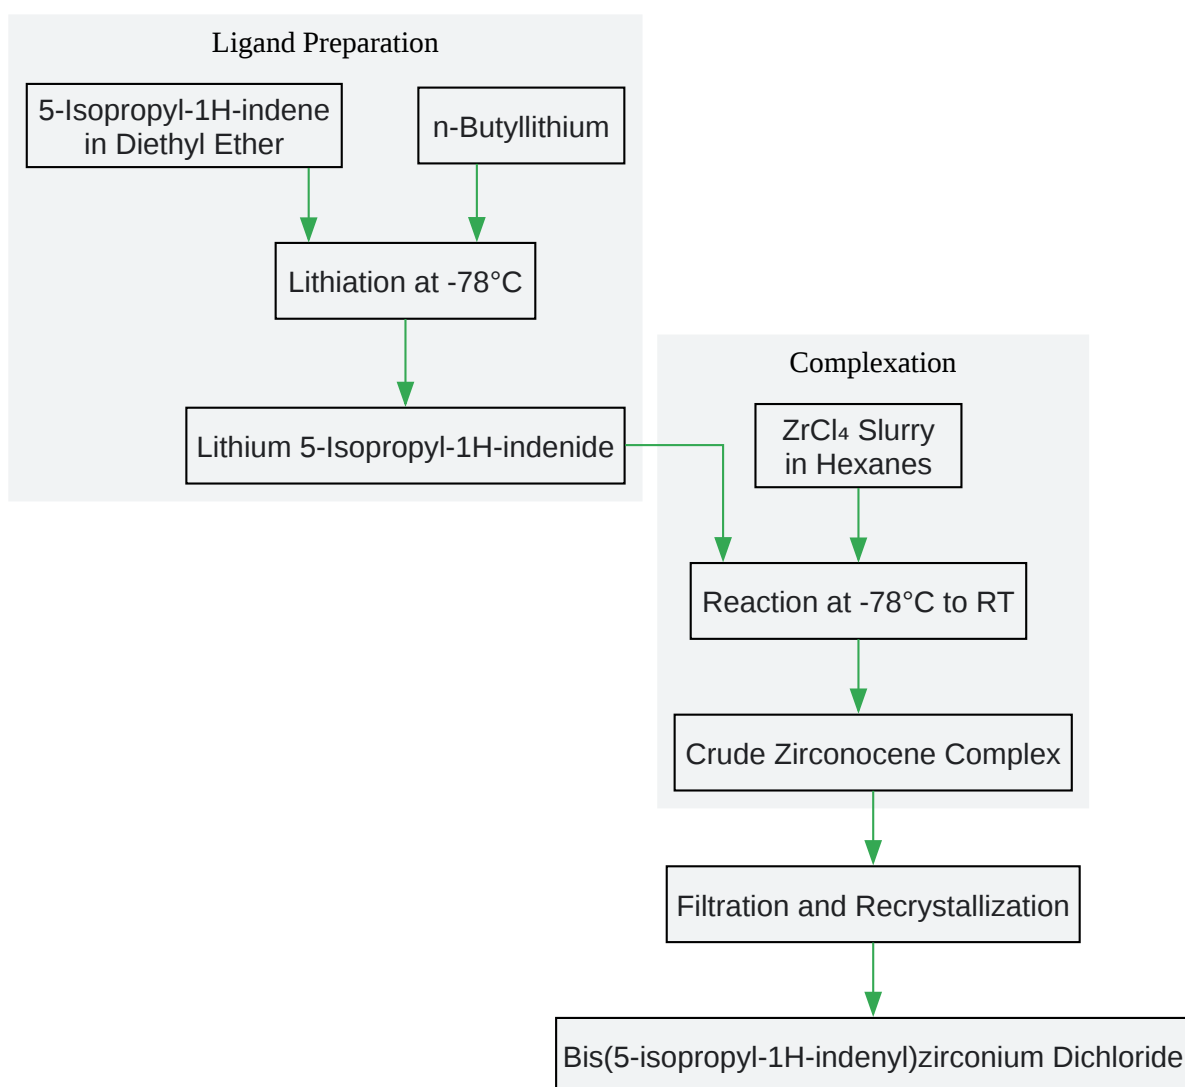 Ligand Preparation
5-Isopropyl-1H-indene
in Diethyl Ether
n-Butyllithium
Lithiation at -78°C
Lithium 5-Isopropyl-1H-indenide
Complexation
ZrCl₄ Slurry
in Hexanes
Reaction at -78°C to RT
Crude Zirconocene Complex
Filtration and Recrystallization
Bis(5-isopropyl-1H-indenyl)zirconium Dichloride